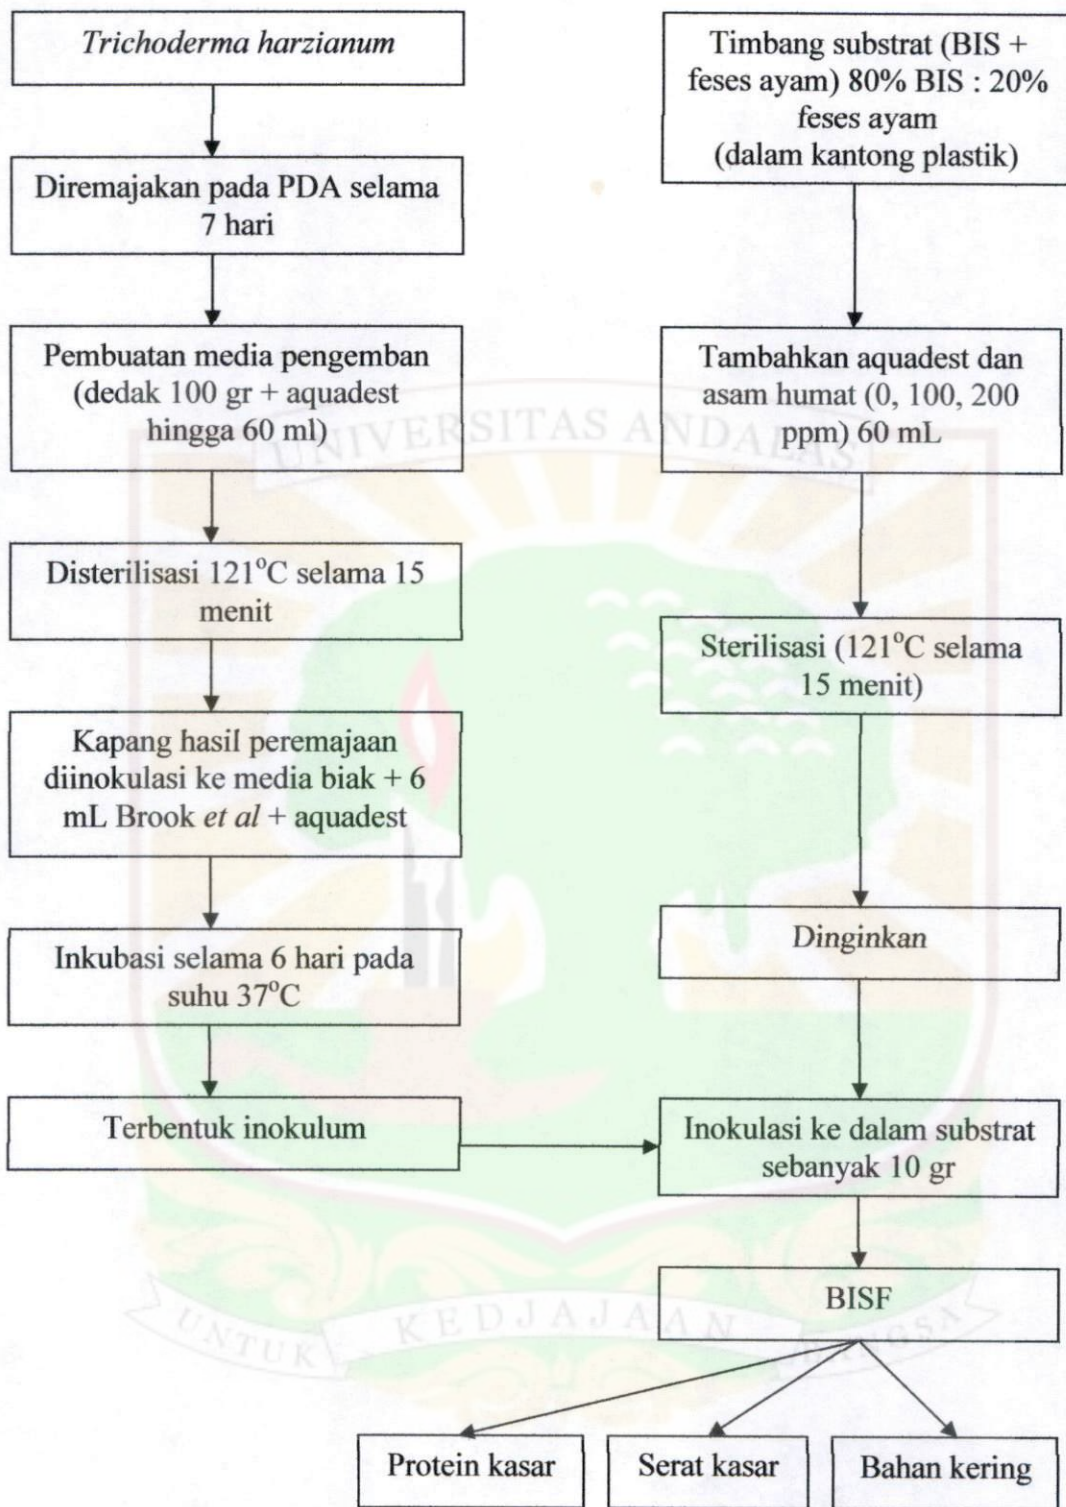 Trichoderma harzianum
Diremajakan pada PDA selama
7 hari
Pembuatan media pengemban
(dedak 100 gr + aquadest
hingga 60 ml)
Disterilisasi 121°C selama 15
menit
Kapang hasil peremajaan
diinokulasi ke media biak + 6
mL Brook et al + aquadest
Inkubasi selama 6 hari pada
suhu 37°C
Terbentuk inokulum
Timbang substrat (BIS +
feses ayam) 80% BIS : 20%
feses ayam
(dalam kantong plastik)
Tambahkan aquadest dan
asam humat (0, 100, 200
ppm) 60 mL
Sterilisasi (121°C selama
15 menit)
Dinginkan
Inokulasi ke dalam substrat
sebanyak 10 gr
BISF
Protein kasar
Serat kasar
Bahan kering
UNIVERSITAS ANDALAS
UNTUK KEDJAJAAN BANGSA